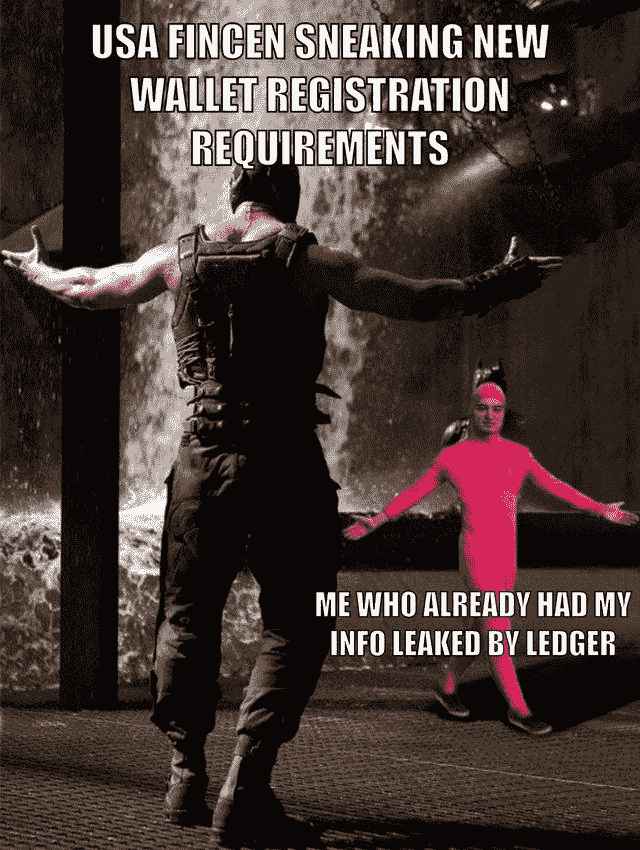 USA FINCEN SNEAKING NEW
WALLET REGISTRATION
REQUIREMENTS
ME WHO ALREADY HAD MY
INFO LEAKED BY LEDGER